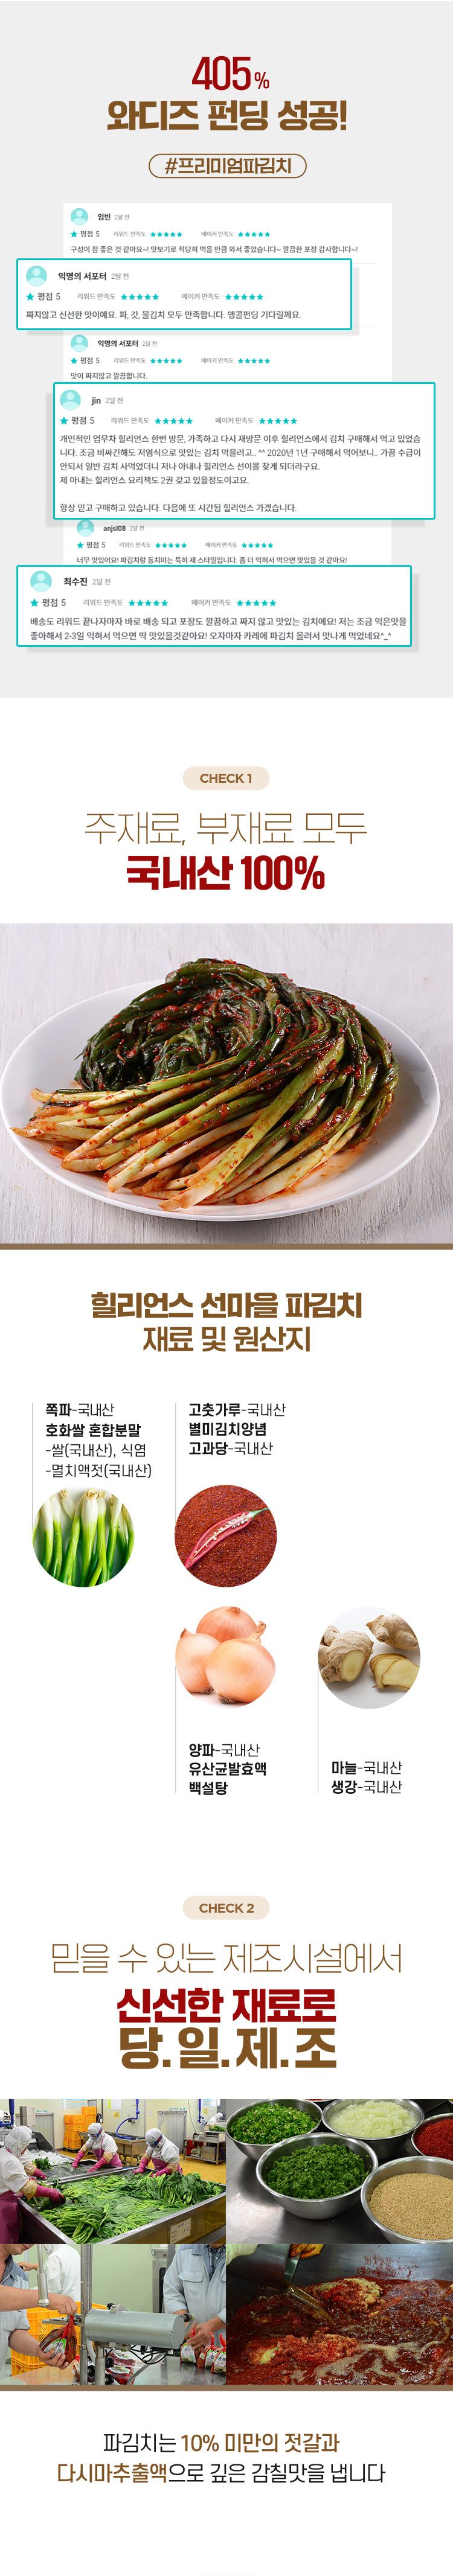 405%
와디즈 펀딩 성공!
#프리미엄파김치
임빈 2달 전
평점 5 리워드 만족도 ★★★★★ 메이커 만족도 ★★★★★
구성이 참 좋은 것 같아요~! 맛보기로 적당히 먹을 만큼 와서 좋았습니다~ 깔끔한 포장 감사합니다~!
익명의 서포터 2달 전
★ 평점 5 리워드 만족도 ★★★★★ 메이커 만족도 ★★★★★
짜지않고 신선한 맛이예요. 파, 갓, 물김치 모두 만족합니다. 앵콜펀딩 기다릴께요.
익명의 서포터 2달 전
★ 평점 5 리워드 만족도 ★★★★★ 메이커 만족도 ★★★★★
맛이 짜지않고 깔끔합니다.
jin 2달 전
★ 평점 5 리워드 만족도 ★★★★★ 메이커 만족도 ★★★★★
개인적인 업무차 힐리언스 한번 방문, 가족하고 다시 재방문 이후 힐리언스에서 김치 구매해서 먹고 있었습
니다. 조금 비싸긴해도 저염식으로 맛있는 김치 먹을려고.. ^^ 2020년 1년 구매해서 먹어보니.. 가끔 수급이
안되서 일반 김치 사먹었더니 저나 아내나 힐리언스 선이몰 찾게 되더라구요.
제 아내는 힐리언스 요리책도 2권 갖고 있을정도이고요.
항상 믿고 구매하고 있습니다. 다음에 또 시간됨 힐리언스 가겠습니다.
anjsl08 2달 전
★ 평점 5 리워드 만족도 ★★★★★ 메이커 만족도 ★★★★★
너무 맛있어요! 파김치랑 동치미는 특히 제 스타일입니다. 좀 더 익혀서 먹으면 맛있을 것 같아요!
최수진 2달 전
★ 평점 5 리워드 만족도 ★★★★★ 메이커 만족도 ★★★★★
배송도 리워드 끝나자마자 바로 배송 되고 포장도 깔끔하고 짜지 않고 맛있는 김치에요! 저는 조금 익은맛을
좋아해서 2-3일 익혀서 먹으면 딱 맛있을것같아요! 오자마자 카레에 파김치 올려서 맛나게 먹었네요^_^
CHECK 1
주재료, 부재료 모두
국내산 100%
힐리언스 선마을 파김치
재료 및 원산지
쪽파-국내산
호화쌀 혼합분말
-쌀(국내산), 식염
-멸치액젓(국내산)
고춧가루-국내산
별미김치양념
고과당-국내산
양파-국내산
유산균발효액
백설탕
마늘-국내산
생강-국내산
CHECK 2
믿을 수 있는 제조시설에서
신선한 재료로
당.일.제.조
파김치는 10% 미만의 젓갈과
다시마추출액으로 깊은 감칠맛을 냅니다